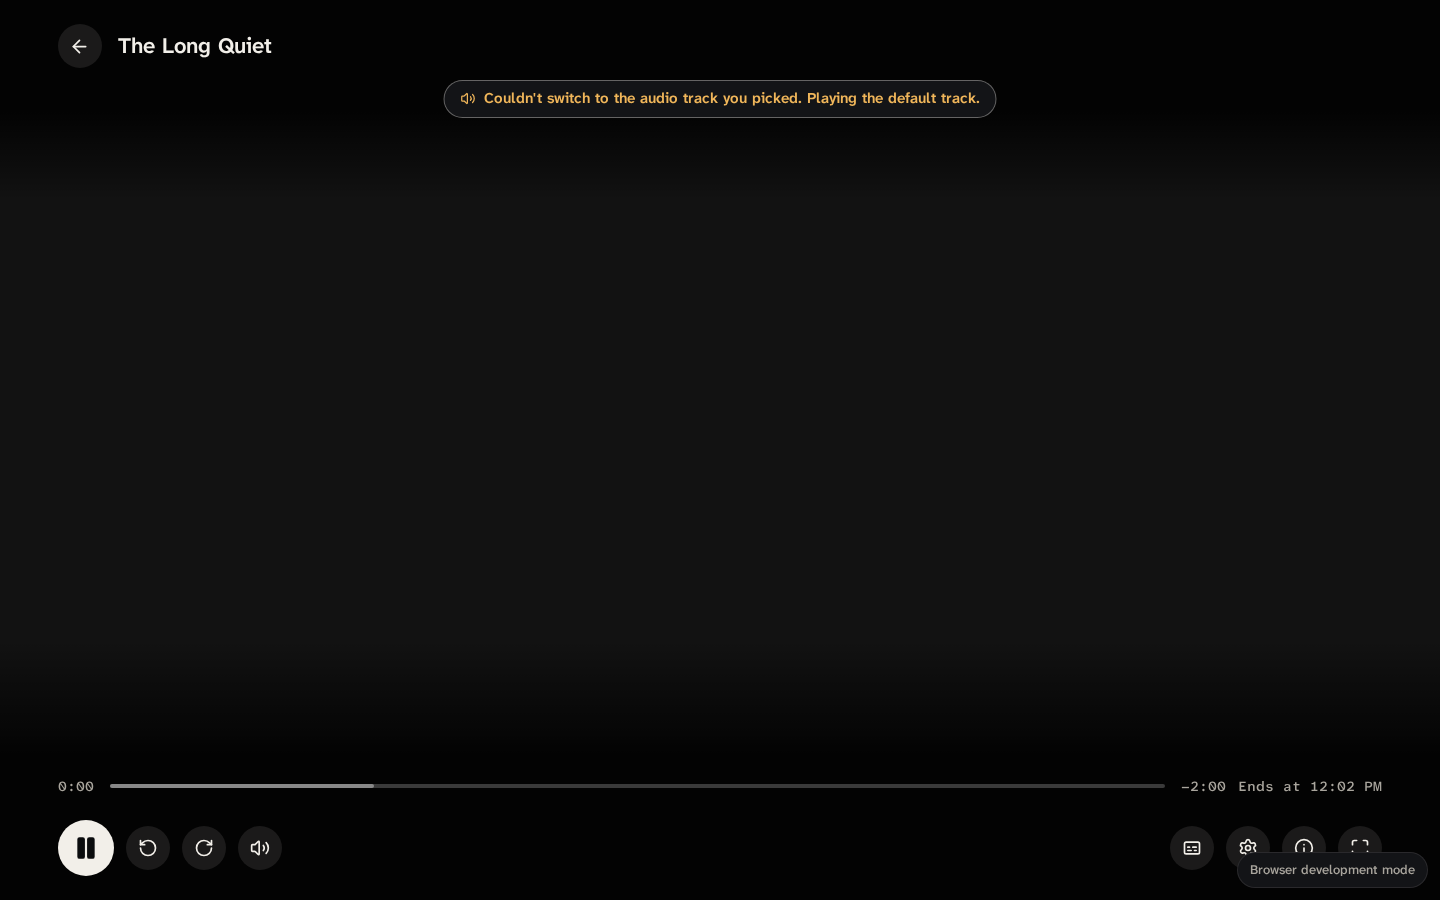 The Long Quiet
Couldn't switch to the audio track you picked. Playing the default track.
0:00
−2:00 Ends at 12:02 PM
Browser development mode